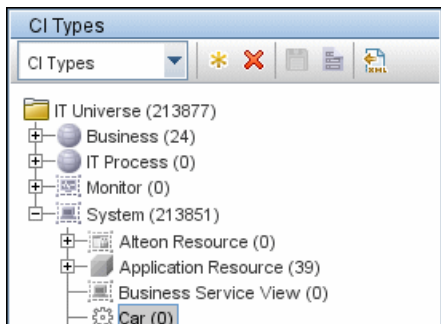 CI Types
CI Types
XML
IT Universe (213877)
Business (24)
IT Process (0)
Monitor (0)
System (213851)
Alteon Resource (0)
Application Resource (39)
Business Service View (0)
Car (0)